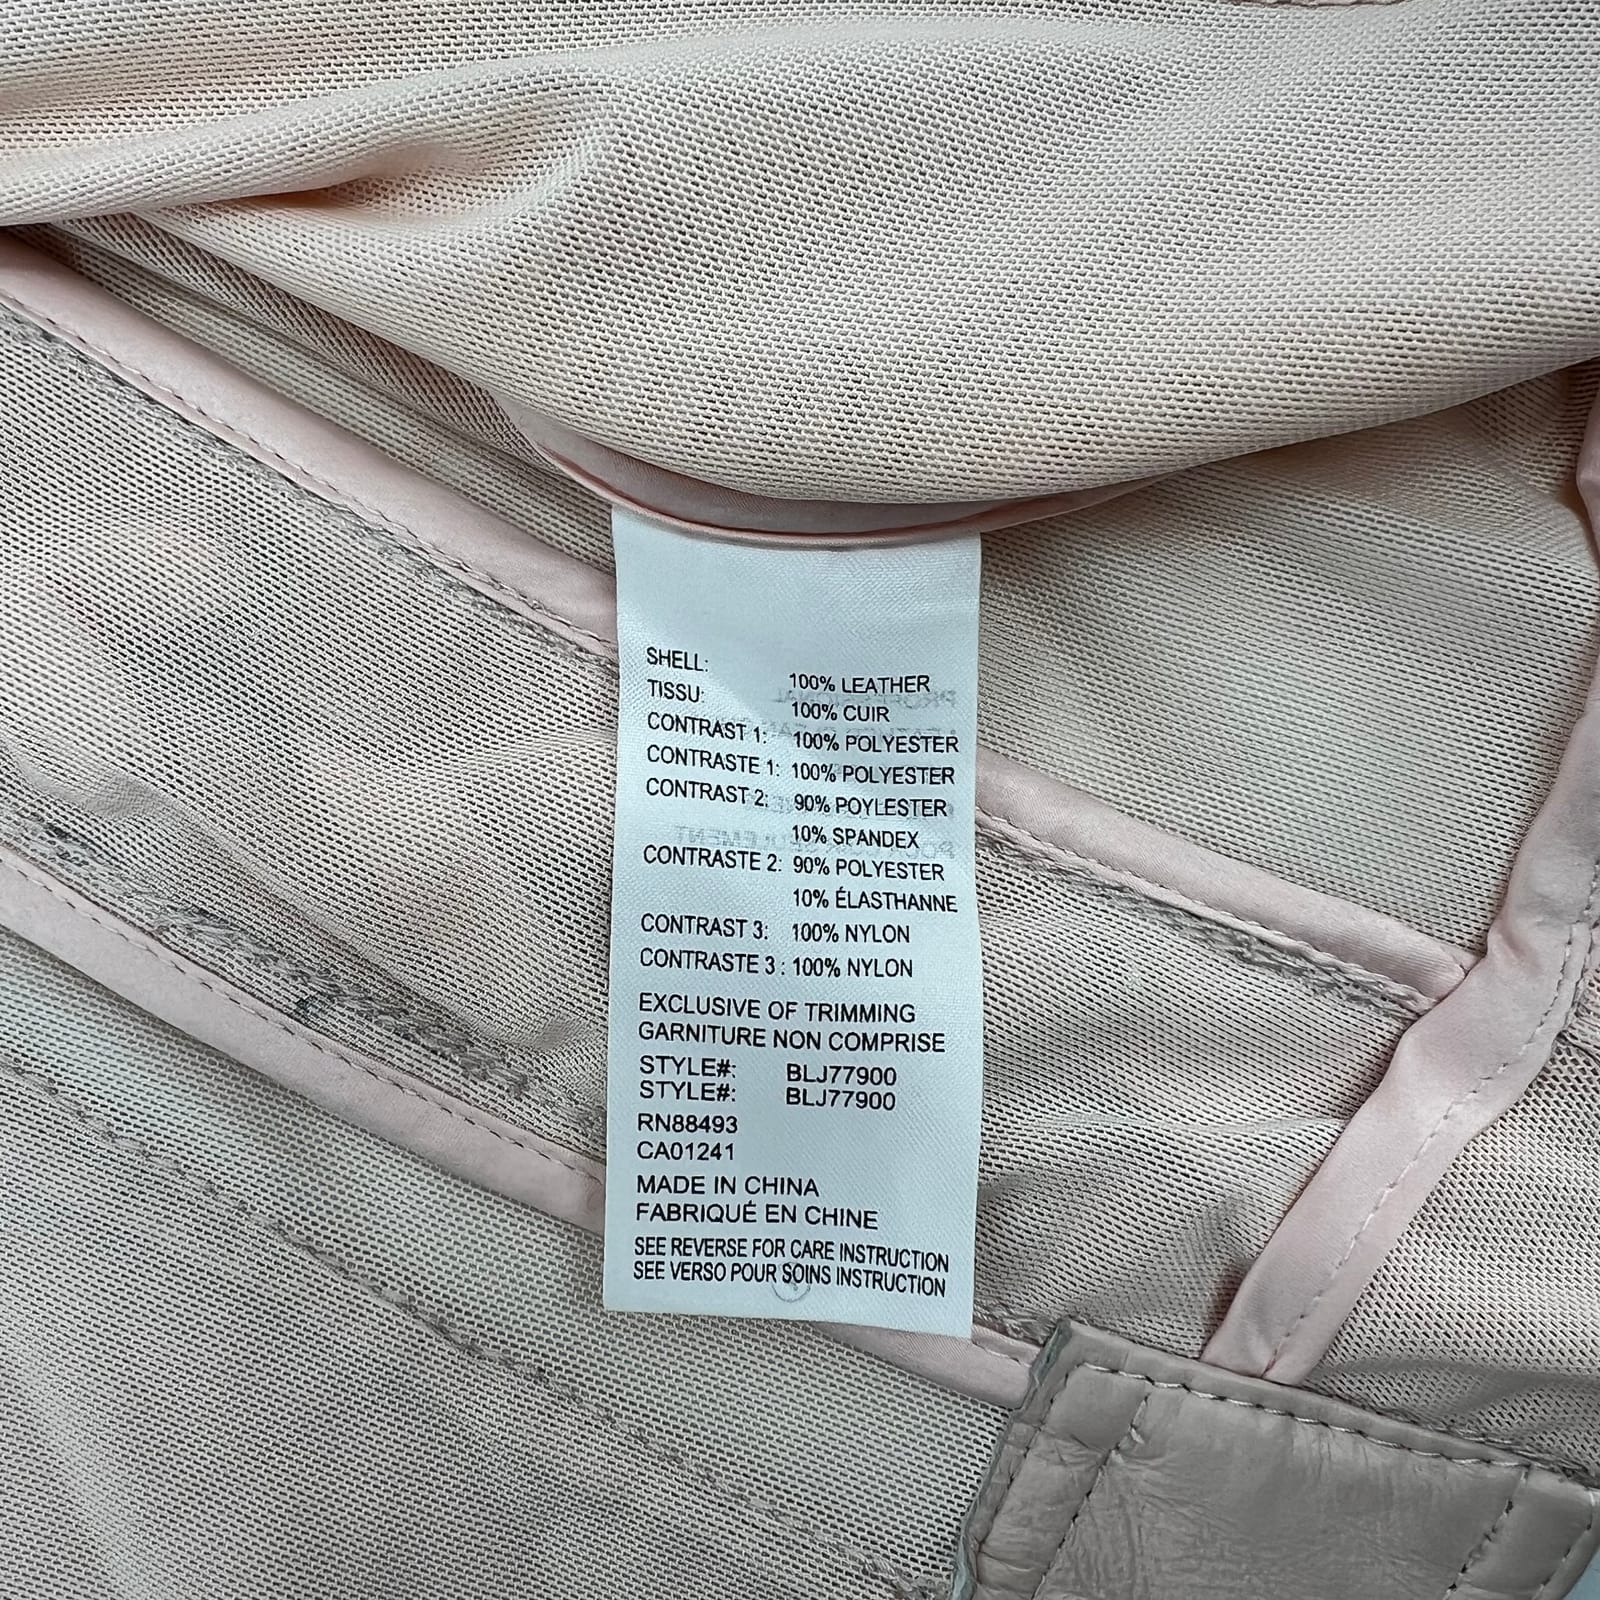 SHELL: 100% LEATHER
TISSU: 100% CUIR
CONTRAST 1: 100% POLYESTER
CONTRASTE 1: 100% POLYESTER
CONTRAST 2: 90% POYLESTER
10% SPANDEX
CONTRASTE 2: 90% POLYESTER
10% ÉLASTHANNE
CONTRAST 3: 100% NYLON
CONTRASTE 3 : 100% NYLON
EXCLUSIVE OF TRIMMING
GARNITURE NON COMPRISE
STYLE#: BLJ77900
STYLE#: BLJ77900
RN88493
CA01241
MADE IN CHINA
FABRIQUÉ EN CHINE
SEE REVERSE FOR CARE INSTRUCTION
SEE VERSO POUR SOINS INSTRUCTION